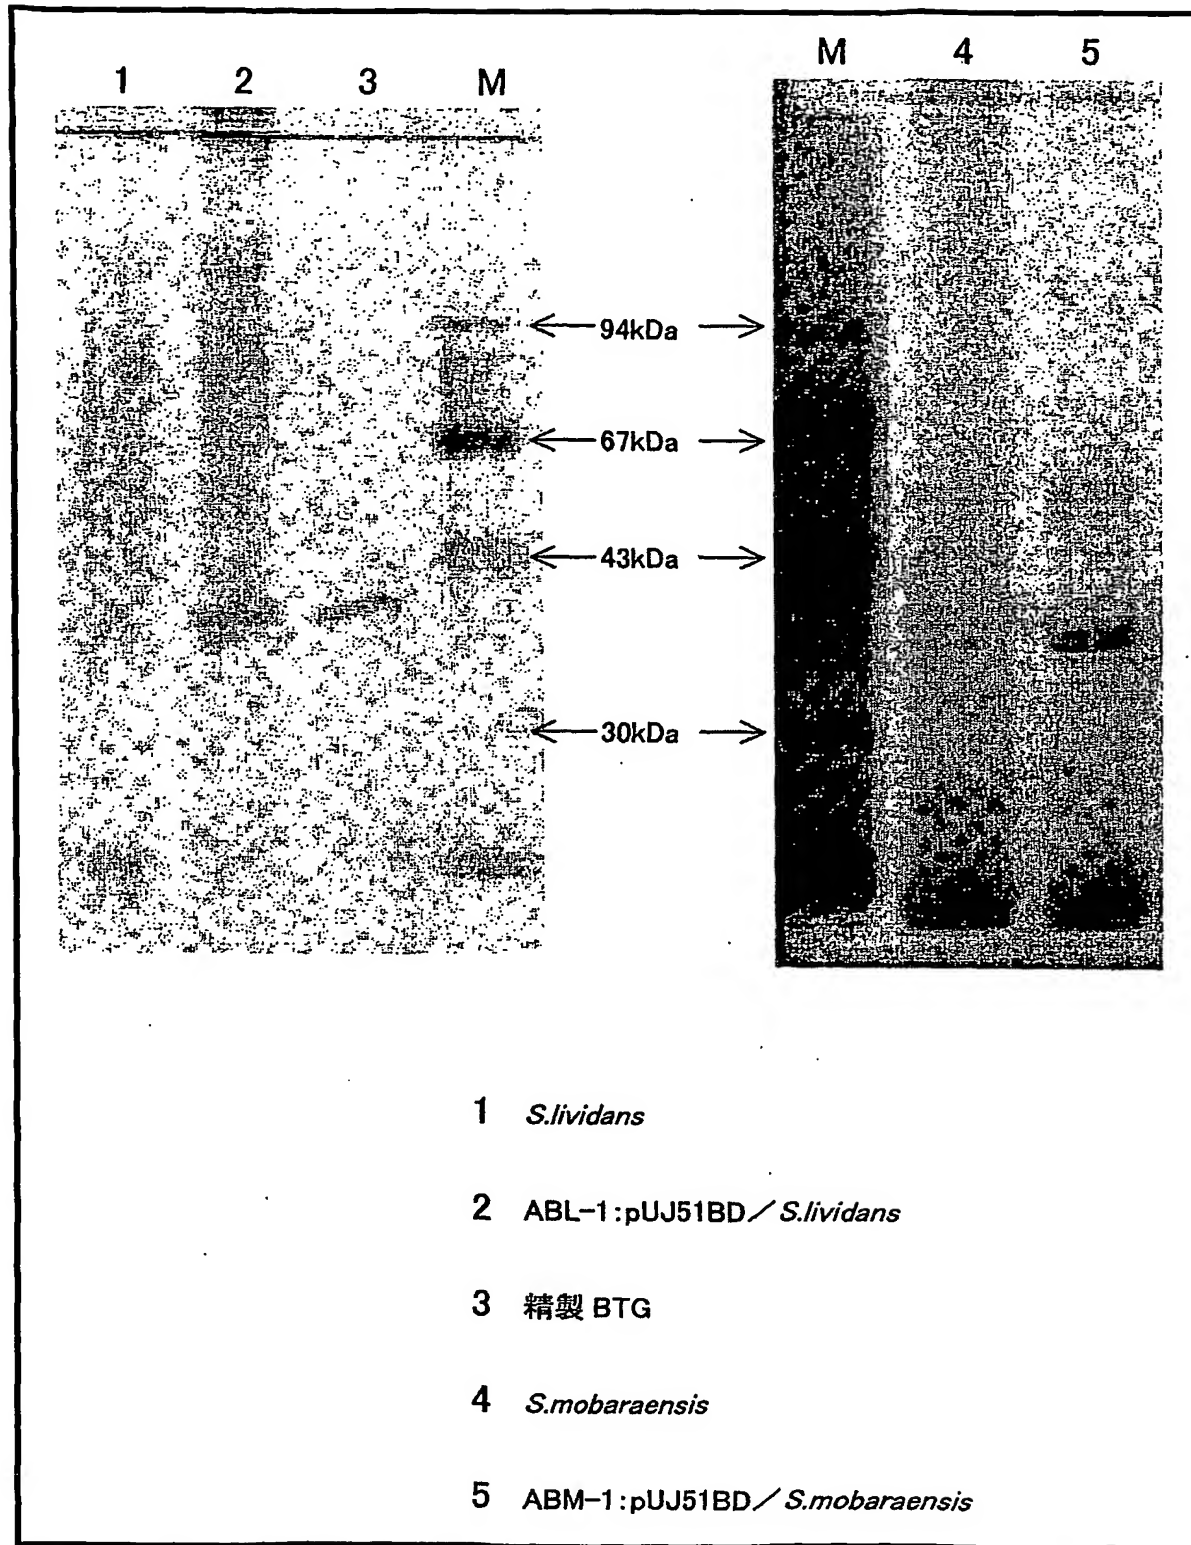 1 2 3 M
M 4 5
94kDa
67kDa
43kDa
30kDa
1 S.lividans
2 ABL-1:pUJ51BD/S.lividans
3 精製 BTG
4 S.mobaraensis
5 ABM-1:pUJ51BD/S.mobaraensis